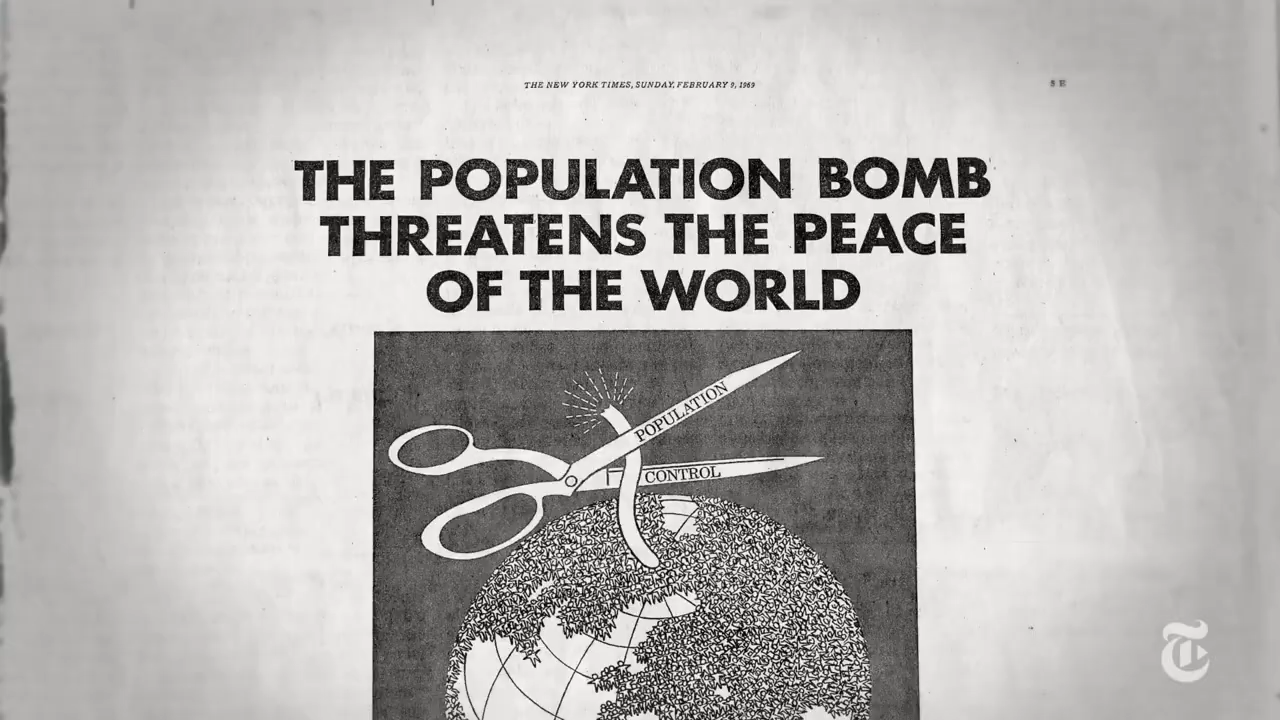 THE NEW YORK TIMES, SUNDAY, FEBRUARY 9, 1969
5 E
THE POPULATION BOMB
THREATENS THE PEACE
OF THE WORLD
POPULATION
CONTROL
T